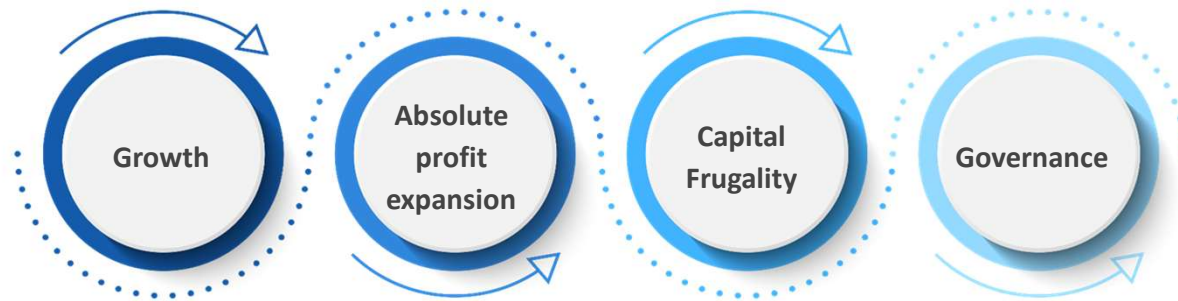 Growth
Absolute
profit
expansion
Capital
Frugality
Governance